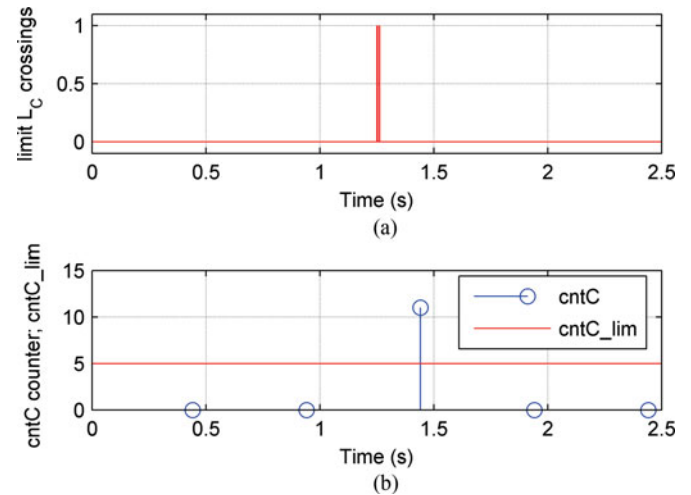 limit L_C crossings
1
0.5
0
0 0.5 1 1.5 2 2.5
Time (s)
(a)
cntC counter; cntC_lim
15
10
5
0
cntC
cntC_lim
0 0.5 1 1.5 2 2.5
Time (s)
(b)